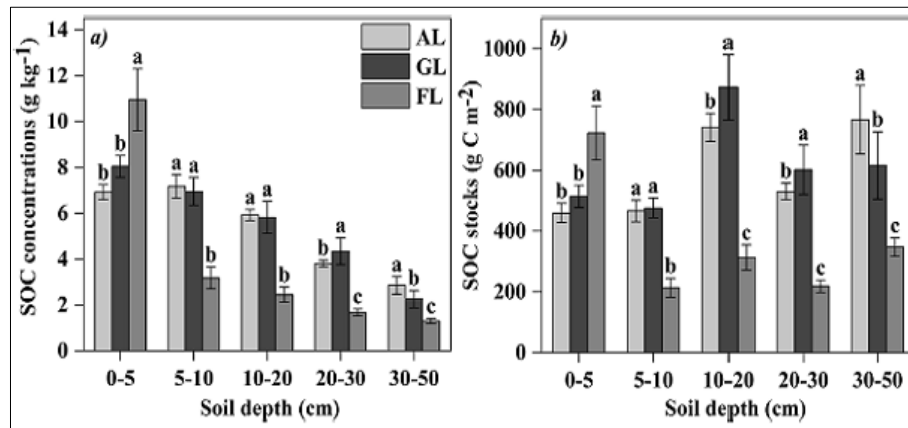 a)
AL
GL
FL
SOC concentrations (g kg⁻¹)
14
12
10
8
6
4
2
0
b b a
a a b
a a b
b a c
a b c
0-5 5-10 10-20 20-30 30-50
Soil depth (cm)
b)
SOC stocks (g C m⁻²)
1000
800
600
400
200
0
b b a
a a b
b a c
b a c
a b c
0-5 5-10 10-20 20-30 30-50
Soil depth (cm)